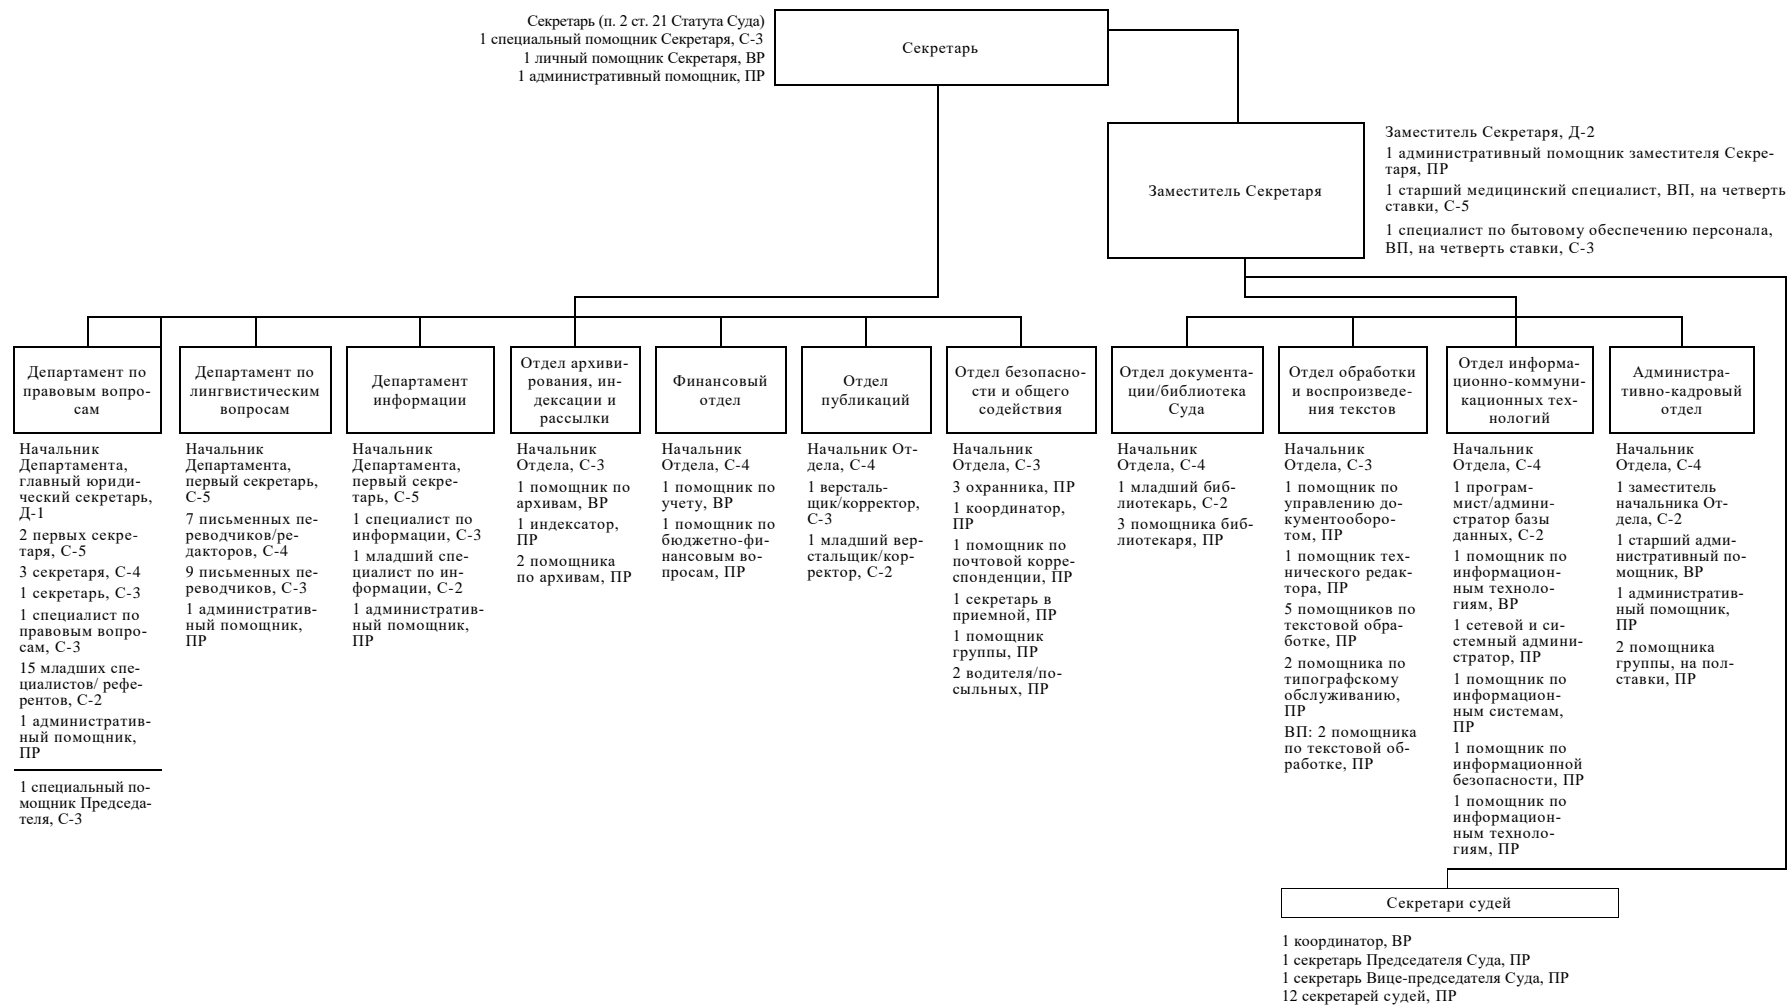 Секретарь (п. 2 ст. 21 Статута Суда)
1 специальный помощник Секретаря, С-3
1 личный помощник Секретаря, ВР
1 административный помощник, ПР
Секретарь
Заместитель Секретаря
Заместитель Секретаря, Д-2
1 административный помощник заместителя Секре-
таря, ПР
1 старший медицинский специалист, ВП, на четверть
ставки, С-5
1 специалист по бытовому обеспечению персонала,
ВП, на четверть ставки, С-3
Департамент по
правовым вопро-
сам
Начальник
Департамента,
главный юриди-
ческий секретарь,
Д-1
2 первых секре-
таря, С-5
3 секретаря, С-4
1 секретарь, С-3
1 специалист по
правовым вопро-
сам, С-3
15 младших спе-
циалистов/ рефе-
рентов, С-2
1 административ-
ный помощник,
ПР
1 специальный по-
мощник Председа-
теля, С-3
Департамент по
лингвистическим
вопросам
Начальник
Департамента,
первый секретарь,
С-5
7 письменных пе-
реводчиков/ре-
дакторов, С-4
9 письменных пе-
реводчиков, С-3
1 административ-
ный помощник,
ПР
Департамент
информации
Начальник
Департамента,
первый секре-
тарь, С-5
1 специалист по
информации, С-3
1 младший спе-
циалист по ин-
формации, С-2
1 административ-
ный помощник,
ПР
Отдел архиви-
рования, ин-
дексации и
рассылки
Начальник
Отдела, С-3
1 помощник по
архивам, ВР
1 индексатор,
ПР
2 помощника
по архивам, ПР
Финансовый
отдел
Начальник
Отдела, С-4
1 помощник по
учету, ВР
1 помощник по
бюджетно-фи-
нансовым во-
просам, ПР
Отдел
публикаций
Начальник От-
дела, С-4
1 версталь-
щик/корректор,
С-3
1 младший вер-
стальщик/кор-
ректор, С-2
Отдел безопасно-
сти и общего
содействия
Начальник
Отдела, С-3
3 охранника, ПР
1 координатор,
ПР
1 помощник по
почтовой корре-
спонденции, ПР
1 секретарь в
приемной, ПР
1 помощник
группы, ПР
2 водителя/по-
сыльных, ПР
Отдел документа-
ции/библиотека
Суда
Начальник
Отдела, С-4
1 младший биб-
лиотекарь, С-2
3 помощника биб-
лиотекаря, ПР
Отдел обработки
и воспроизведе-
ния текстов
Начальник
Отдела, С-3
1 помощник по
управлению до-
кументооборо-
том, ПР
1 помощник тех-
нического редак-
тора, ПР
5 помощников по
текстовой обра-
ботке, ПР
2 помощника по
типографскому
обслуживанию,
ПР
ВП: 2 помощника
по текстовой об-
работке, ПР
Отдел информа-
ционно-коммуни-
кационных тех-
нологий
Начальник
Отдела, С-4
1 програм-
мист/админи-
стратор базы
данных, С-2
1 помощник по
информацион-
ным техноло-
гиям, ВР
1 сетевой и си-
стемный админи-
стратор, ПР
1 помощник по
информацион-
ным системам,
ПР
1 помощник по
информационной
безопасности, ПР
1 помощник по
информацион-
ным техноло-
гиям, ПР
Администра-
тивно-кадровый
отдел
Начальник
Отдела, С-4
1 заместитель
начальника От-
дела, С-2
1 старший адми-
нистративный по-
мощник, ВР
1 административ-
ный помощник,
ПР
2 помощника
группы, на пол-
ставки, ПР
Секретари судей
1 координатор, ВР
1 секретарь Председателя Суда, ПР
1 секретарь Вице-председателя Суда, ПР
12 секретарей судей, ПР